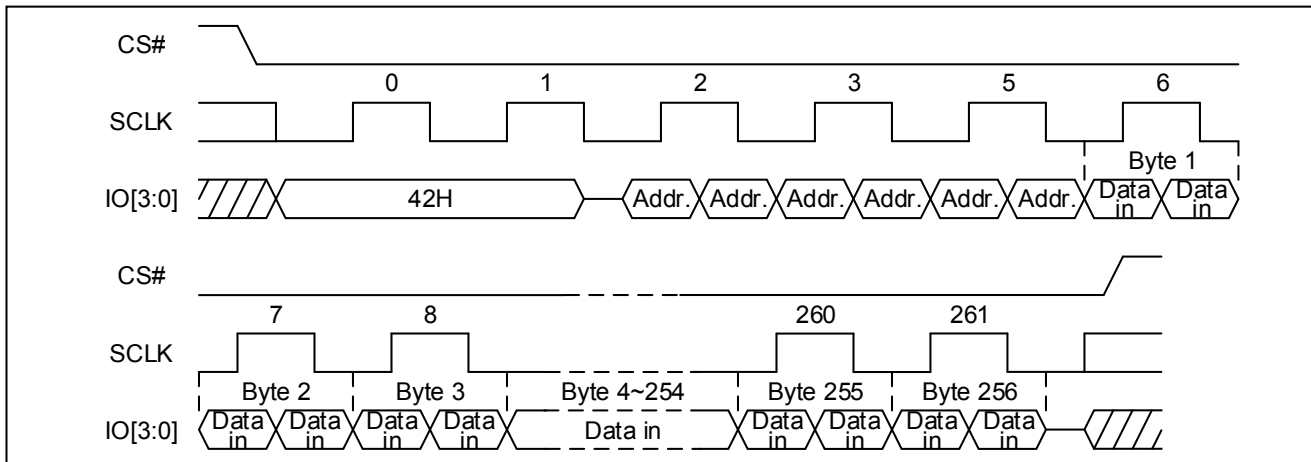 CS#
0 1 2 3 5 6
SCLK
Byte 1
IO[3:0] 42H Addr. Addr. Addr. Addr. Addr. Addr. Data in Data in
CS#
7 8 260 261
SCLK
Byte 2 Byte 3 Byte 4~254 Byte 255 Byte 256
IO[3:0] Data in Data in Data in Data in Data in Data in Data in Data in Data in